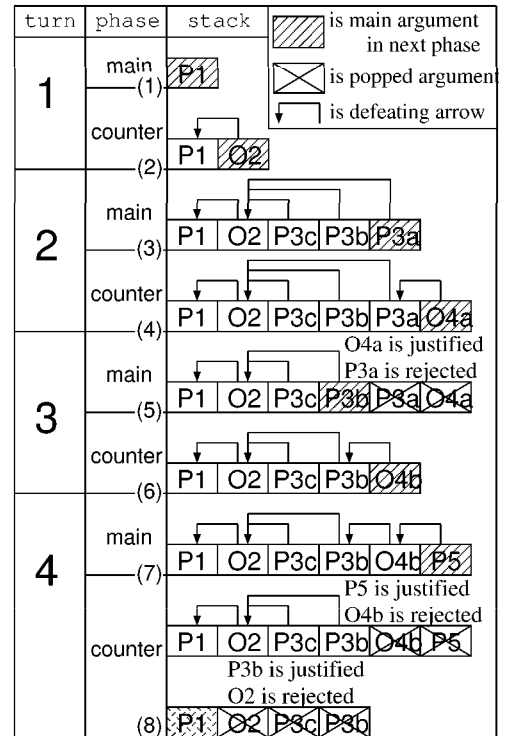 turn phase stack
is main argument
in next phase
is popped argument
is defeating arrow
1 main
(1)
P1
counter
(2)
P1 O2
2 main
(3)
P1 O2 P3c P3b P3a
counter
(4)
P1 O2 P3c P3b P3a O4a
O4a is justified
P3a is rejected
3 main
(5)
P1 O2 P3c P3b P3a O4a
counter
(6)
P1 O2 P3c P3b O4b
4 main
(7)
P1 O2 P3c P3b O4b P5
P5 is justified
O4b is rejected
counter
P1 O2 P3c P3b O4b P5
P3b is justified
O2 is rejected
(8)
P1 O2 P3c P3b